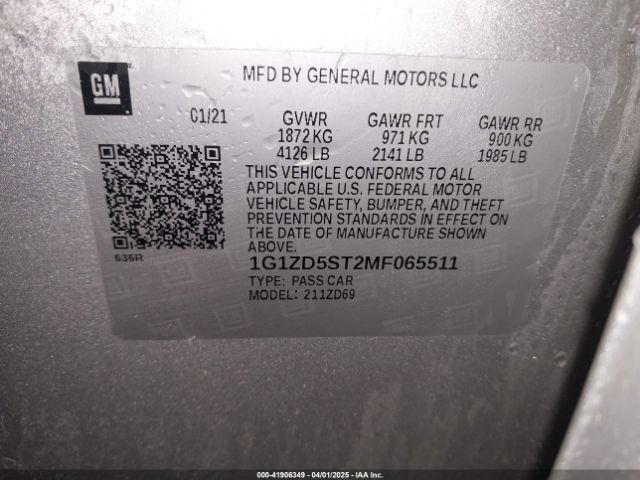 GM
MFD BY GENERAL MOTORS LLC
01/21 GVWR GAWR FRT GAWR RR
1872 KG 971 KG 900 KG
4126 LB 2141 LB 1985 LB
THIS VEHICLE CONFORMS TO ALL
APPLICABLE U.S. FEDERAL MOTOR
VEHICLE SAFETY, BUMPER, AND THEFT
PREVENTION STANDARDS IN EFFECT ON
THE DATE OF MANUFACTURE SHOWN
ABOVE.
636R
1G1ZD5ST2MF065511
TYPE: PASS CAR
MODEL: 211ZD69
000-41906349 - 04/01/2025 - IAA Inc.